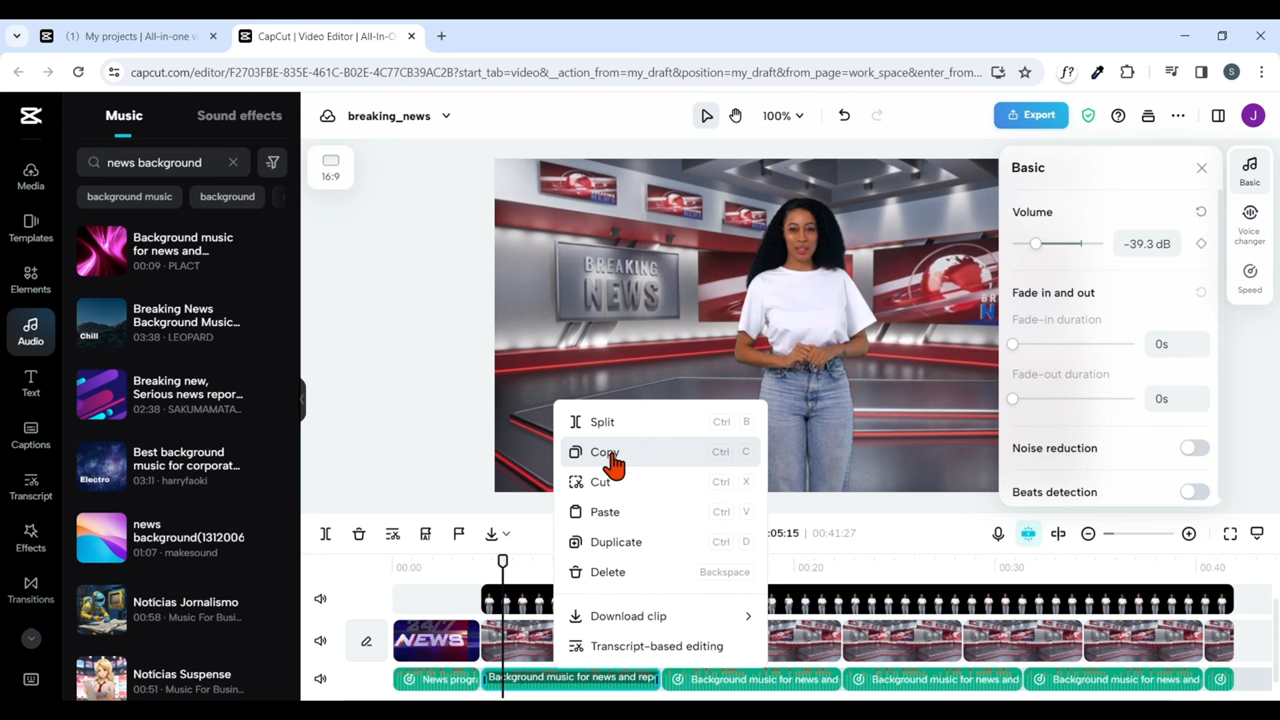 (1) My projects | All-in-one v
CapCut | Video Editor | All-In-O
capcut.com/editor/F2703FBE-835E-461C-B02E-4C77CB39AC2B?start_tab=video&__action_from=my_draft&position=my_draft&from_page=work_space&enter_from...
f?
S
Media
Templates
Elements
Audio
Text
Captions
Transcript
Effects
Transitions
Music
Sound effects
news background
background music
background
Background music
for news and...
00:09 · PLACT
Chill
Breaking News
Background Music...
03:38 · LEOPARD
Breaking new,
Serious news repor...
02:38 · SAKUMAMATA...
Electro
Best background
music for corporat...
03:11 · harryfaoki
news
background(1312006
01:07 · makesound
Notícias Jornalismo
00:58 · Music For Busi...
Notícias Suspense
00:51 · Music For Busin...
breaking_news
100%
Export
J
16:9
BREAKING
NEWS
Basic
Volume
-39.3 dB
Fade in and out
Fade-in duration
0s
Fade-out duration
0s
Noise reduction
Beats detection
Basic
Voice
changer
Speed
Split Ctrl B
Copy Ctrl C
Cut Ctrl X
Paste Ctrl V
Duplicate Ctrl D
Delete Backspace
Download clip
Transcript-based editing
:05:15 | 00:41:27
00:00
00:20
00:30
00:40
24/7
NEWS
News progr
Background music for news and rep
Background music for news and
Background music for news and
Background music for news and